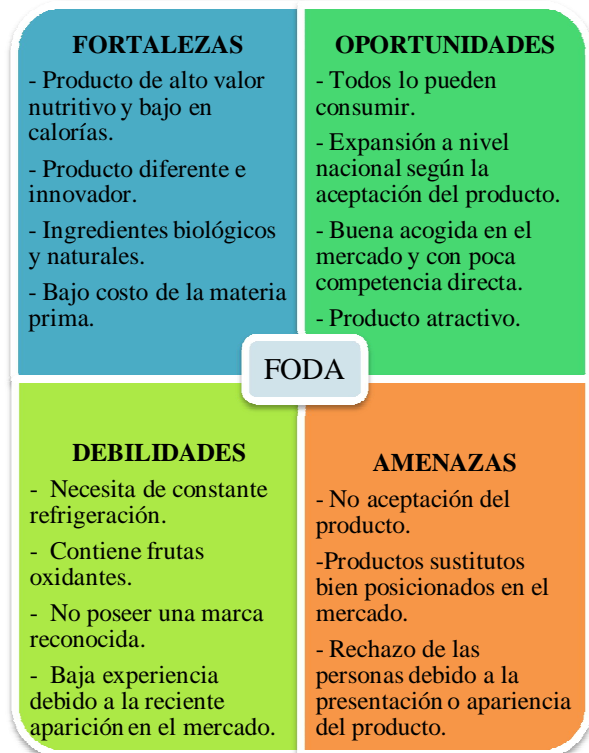 FORTALEZAS
- Producto de alto valor
nutritivo y bajo en
calorías.
- Producto diferente e
innovador.
- Ingredientes biológicos
y naturales.
- Bajo costo de la materia
prima.
OPORTUNIDADES
- Todos lo pueden
consumir.
- Expansión a nivel
nacional según la
aceptación del producto.
- Buena acogida en el
mercado y con poca
competencia directa.
- Producto atractivo.
FODA
DEBILIDADES
- Necesita de constante
refrigeración.
- Contiene frutas
oxidantes.
- No poseer una marca
reconocida.
- Baja experiencia
debido a la reciente
aparición en el mercado.
AMENAZAS
- No aceptación del
producto.
-Productos sustitutos
bien posicionados en el
mercado.
- Rechazo de las
personas debido a la
presentación o apariencia
del producto.